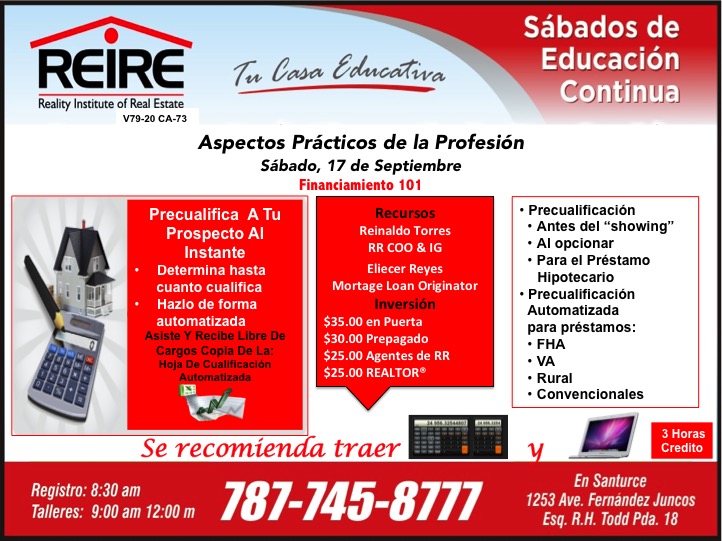 REIRE
Reality Institute of Real Estate
V79-20 CA-73
Tu Casa Educativa
Sábados de
Educación
Continua
Aspectos Prácticos de la Profesión
Sábado, 17 de Septiembre
Financiamiento 101
Precualifica A Tu
Prospecto Al
Instante
• Determina hasta
cuanto cualifica
• Hazlo de forma
automatizada
Asiste Y Recibe Libre De
Cargos Copia De La:
Hoja De Cualificación
Automatizada
Recursos
Reinaldo Torres
RR COO & IG
Eliecer Reyes
Mortage Loan Originator
Inversión
$35.00 en Puerta
$30.00 Prepagado
$25.00 Agentes de RR
$25.00 REALTOR®
• Precualificación
• Antes del “showing”
• Al opcionar
• Para el Préstamo
Hipotecario
• Precualificación
Automatizada
para préstamos:
• FHA
• VA
• Rural
• Convencionales
Se recomienda traer y
3 Horas
Credito
Registro: 8:30 am
Talleres: 9:00 am 12:00 m
787-745-8777
En Santurce
1253 Ave. Fernández Juncos
Esq. R.H. Todd Pda. 18